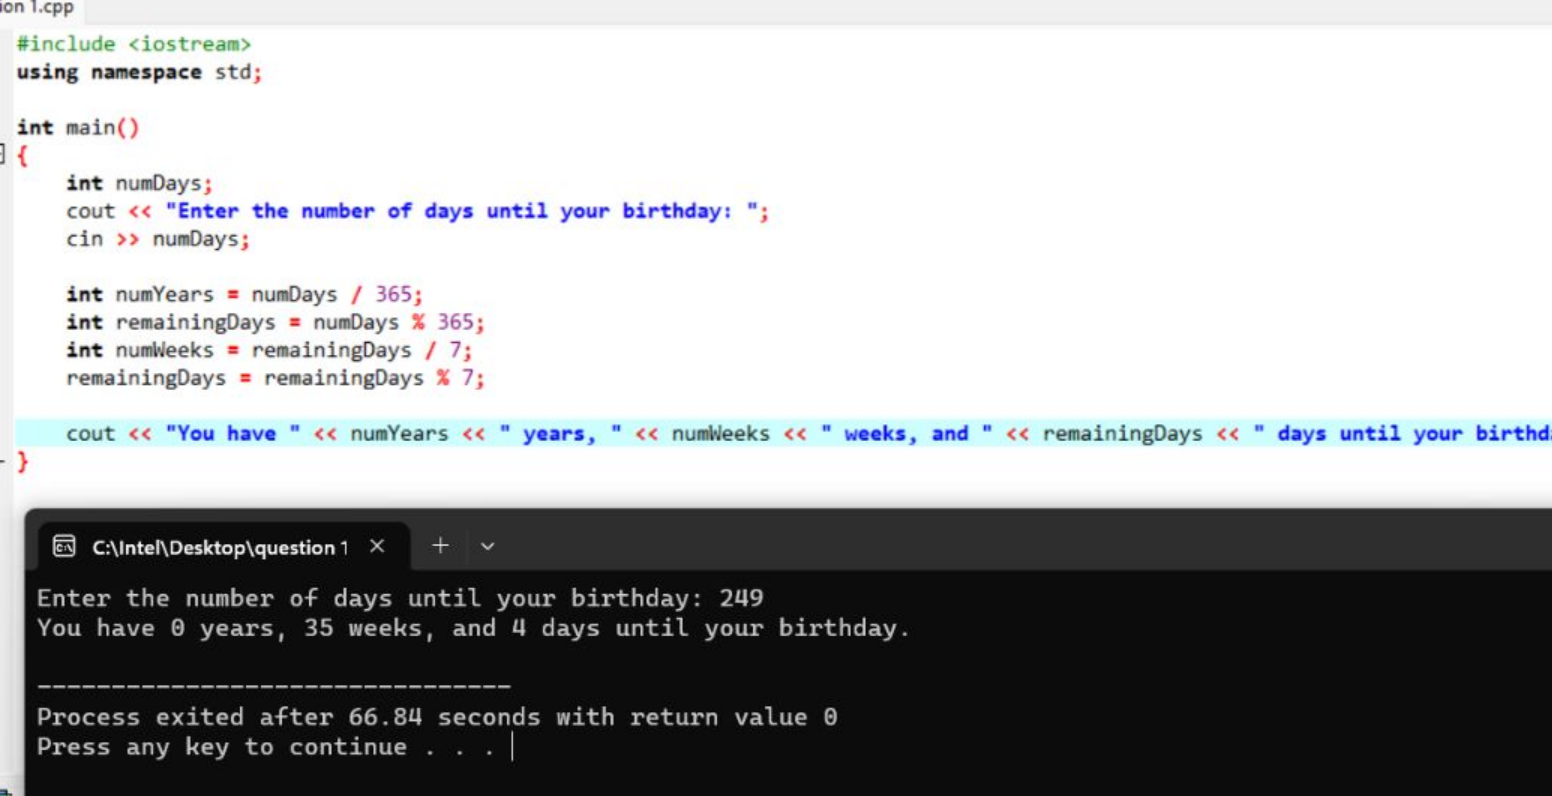 ion 1.cpp
#include <iostream>
using namespace std;
int main()
{
int numDays;
cout << "Enter the number of days until your birthday: ";
cin >> numDays;
int numYears = numDays / 365;
int remainingDays = numDays % 365;
int numWeeks = remainingDays / 7;
remainingDays = remainingDays % 7;
cout << "You have " << numYears << " years, " << numWeeks << " weeks, and " << remainingDays << " days until your birthd
}
C:\Intel\Desktop\question 1
Enter the number of days until your birthday: 249
You have 0 years, 35 weeks, and 4 days until your birthday.
--------------------------------
Process exited after 66.84 seconds with return value 0
Press any key to continue . . .